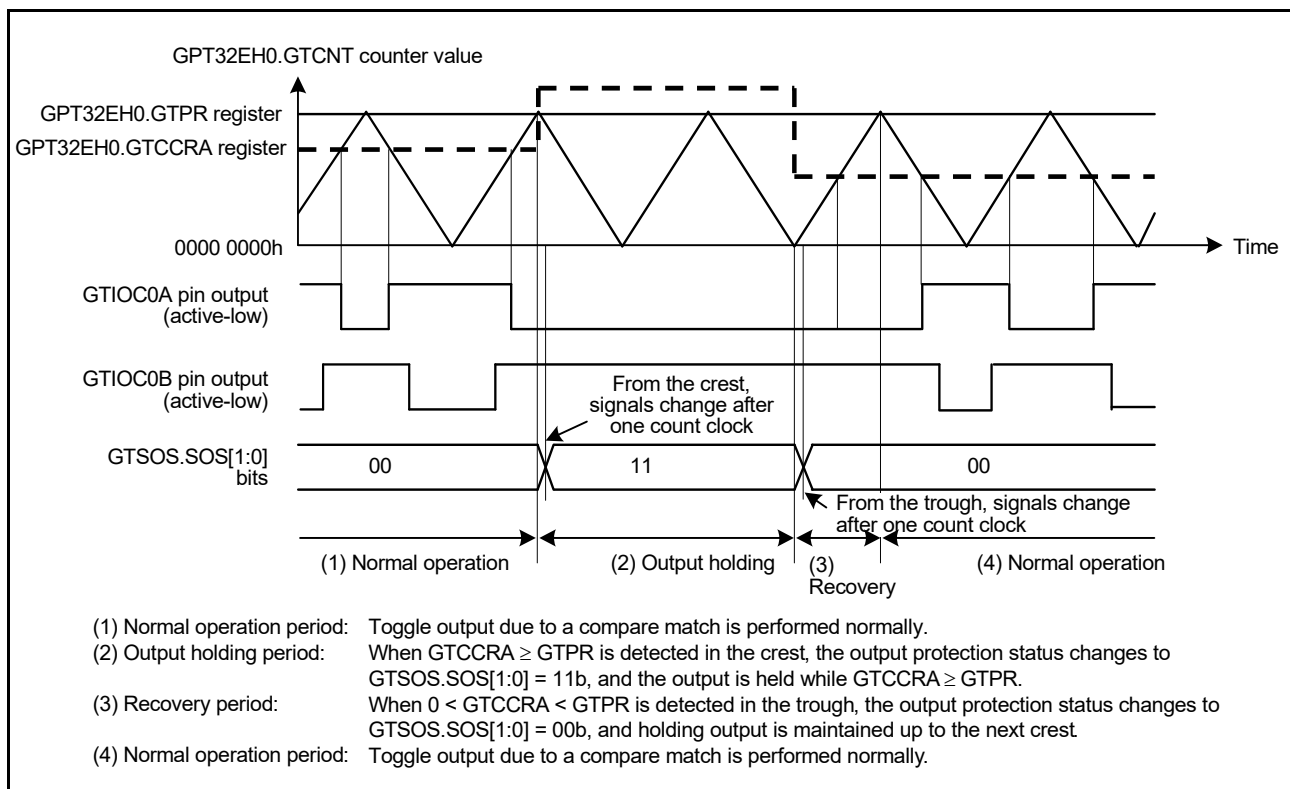 GPT32EH0.GTCNT counter value
GPT32EH0.GTPR register
GPT32EH0.GTCCRA register
0000 0000h
Time
GTIOC0A pin output
(active-low)
GTIOC0B pin output
(active-low)
From the crest,
signals change after
one count clock
GTSOS.SOS[1:0]
bits
00
11
00
From the trough, signals change
after one count clock
(1) Normal operation
(2) Output holding
(3)
Recovery
(4) Normal operation
(1) Normal operation period: Toggle output due to a compare match is performed normally.
(2) Output holding period: When GTCCRA ≥ GTPR is detected in the crest, the output protection status changes to
GTSOS.SOS[1:0] = 11b, and the output is held while GTCCRA ≥ GTPR.
(3) Recovery period: When 0 < GTCCRA < GTPR is detected in the trough, the output protection status changes to
GTSOS.SOS[1:0] = 00b, and holding output is maintained up to the next crest.
(4) Normal operation period: Toggle output due to a compare match is performed normally.